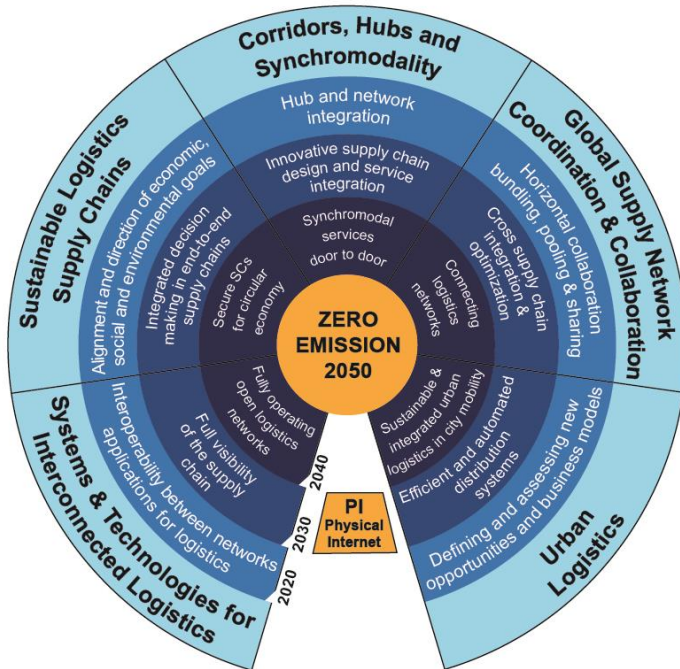 Corridors, Hubs and
Synchromodality
Hub and network
integration
Innovative supply chain
design and service
integration
Synchromodal services
door to door
Global Supply Network
Coordination & Collaboration
Horizontal collaboration
bundling, pooling & sharing
Cross supply chain
integration &
optimization
Connecting
logistics
networks
Urban
Logistics
Defining and assessing new
opportunities and business models
Efficient and automated
distribution
systems
Sustainable &
integrated urban
logistics in city mobility
Systems & Technologies for
Interconnected Logistics
Interoperability between networks
applications for logistics
Full visibility
of the supply
chain
Fully operating
open logistics
networks
Sustainable Logistics
Supply Chains
Alignment and direction of economic,
social and environmental goals
Integrated decision
making in end-to-end
supply chains
Secure SCs
for circular
economy
ZERO
EMISSION
2050
2040
2030
2020
PI
Physical
Internet